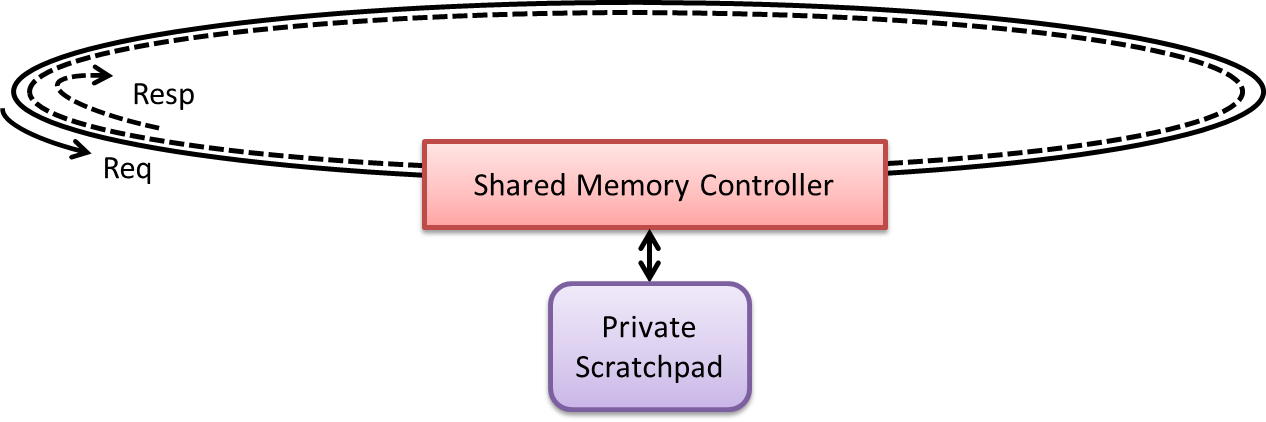 Resp
Req
Shared Memory Controller
Private
Scratchpad